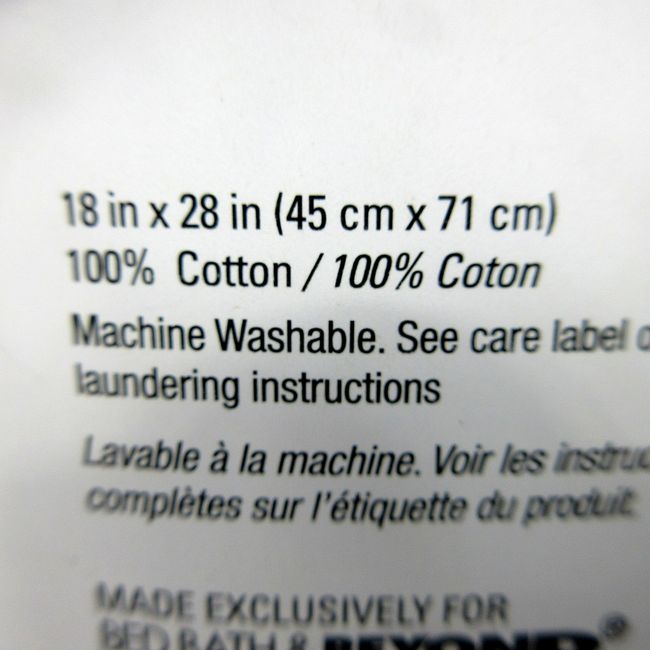 18 in x 28 in (45 cm x 71 cm)
100% Cotton / 100% Coton
Machine Washable. See care label
laundering instructions
Lavable à la machine. Voir les
complètes sur l'étiquette du produit
MADE EXCLUSIVELY FOR
BED BATH & BEYOND®